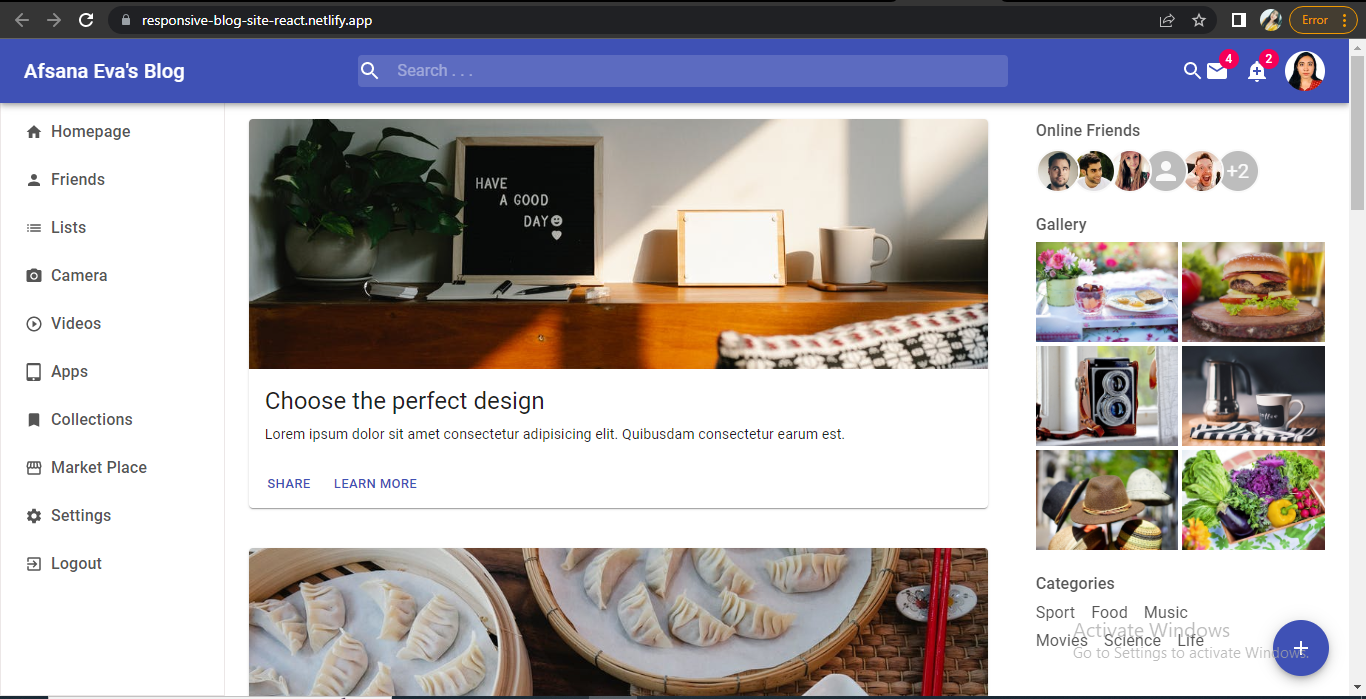 responsive-blog-site-react.netlify.app
Error
Afsana Eva's Blog
Search . . .
4
2
Homepage
Friends
Lists
Camera
Videos
Apps
Collections
Market Place
Settings
Logout
HAVE
A GOOD
DAY
Choose the perfect design
Lorem ipsum dolor sit amet consectetur adipisicing elit. Quibusdam consectetur earum est.
SHARE LEARN MORE
Online Friends
+2
Gallery
coffee
Categories
Sport Food Music
Movies Science Life
Activate Windows
Go to Settings to activate Windows.